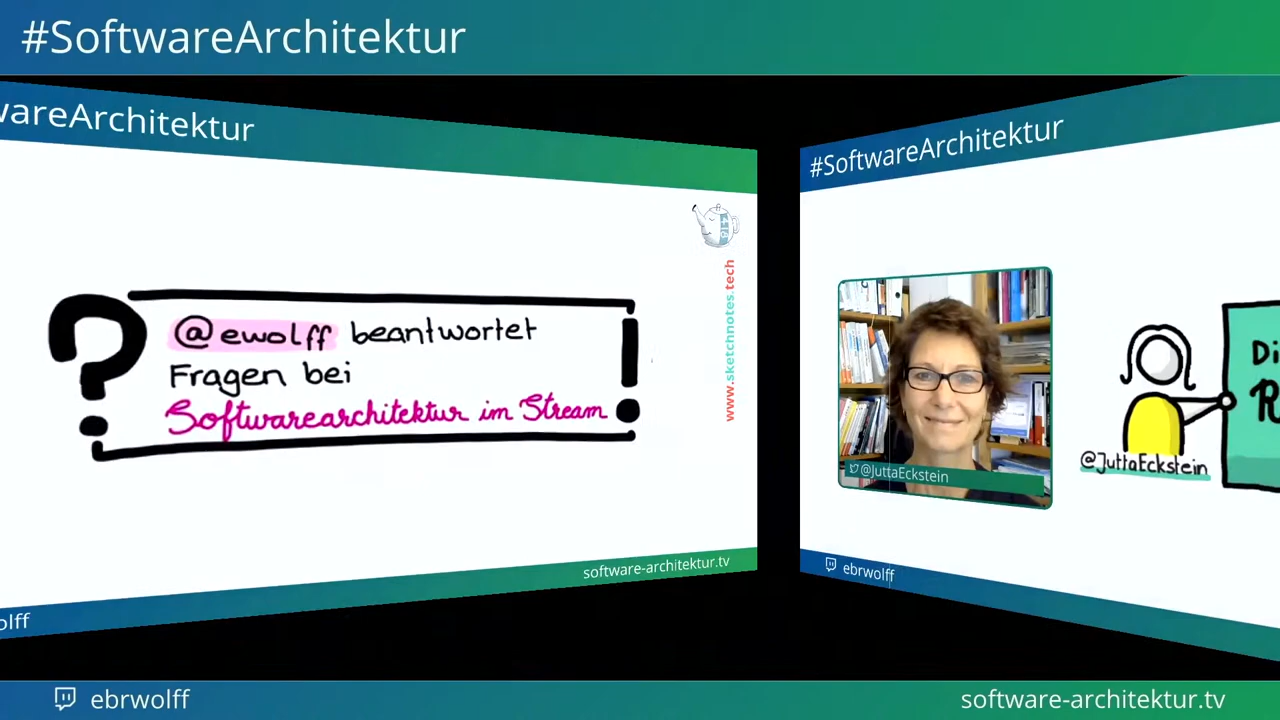 #SoftwareArchitektur
wareArchitektur
@ewolff beantwortet
Fragen bei
Softwarearchitektur im Stream
www.sketchnotes.tech
software-architektur.tv
olff
#SoftwareArchitektur
@JuttaEckstein
@JuttaEckstein
Di
R
ebrwolff
ebrwolff
software-architektur.tv